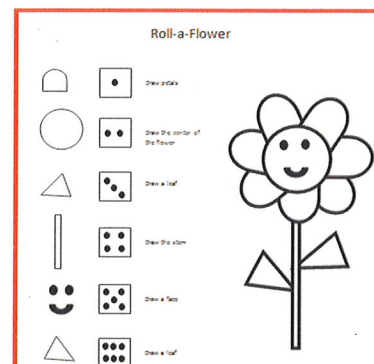 Roll-a-Flower
Draw petals
Draw the center of
the flower
Draw a leaf
Draw the stem
Draw a face
Draw a leaf